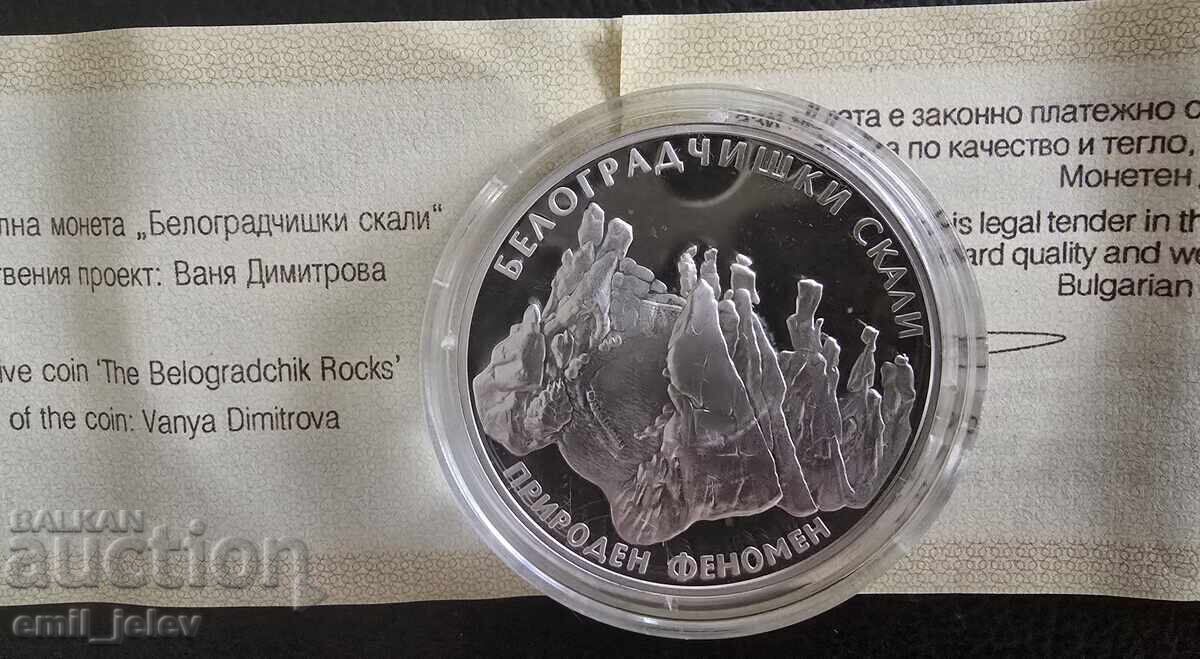 лна монета „Белоградчишки скали“
твения проект: Ваня Димитрова
ive coin ‘The Belogradchik Rocks’
of the coin: Vanya Dimitrova
БЕЛОГРАДЧИШКИ СКАЛИ
ПРИРОДЕН ФЕНОМЕН
ета е законно платежно с
а по качество и тегло,
Монетен
is legal tender in th
ard quality and we
Bulgarian
BALKAN
auction
emil_jelev